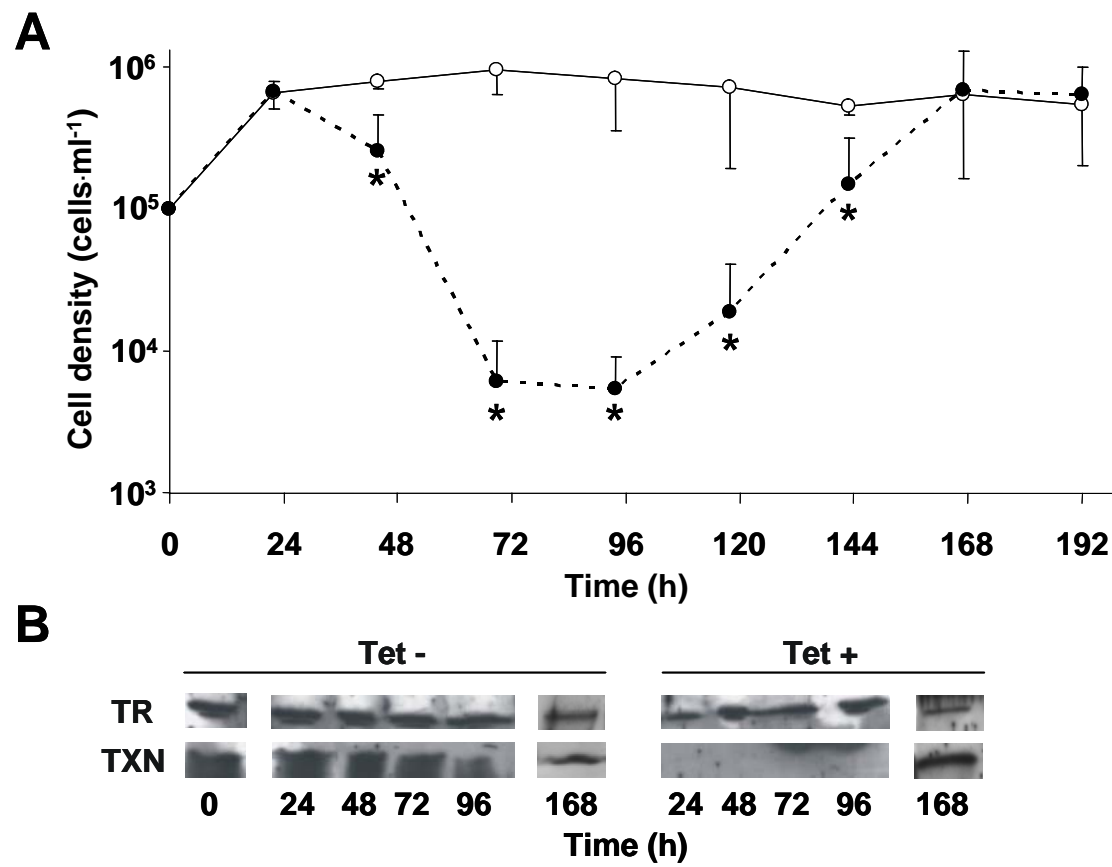 A
Cell density (cells·ml⁻¹)
10⁶
10⁵
10⁴
10³
* * * * *
0 24 48 72 96 120 144 168 192
Time (h)
B
Tet - Tet +
TR
TXN
0 24 48 72 96 168 24 48 72 96 168
Time (h)